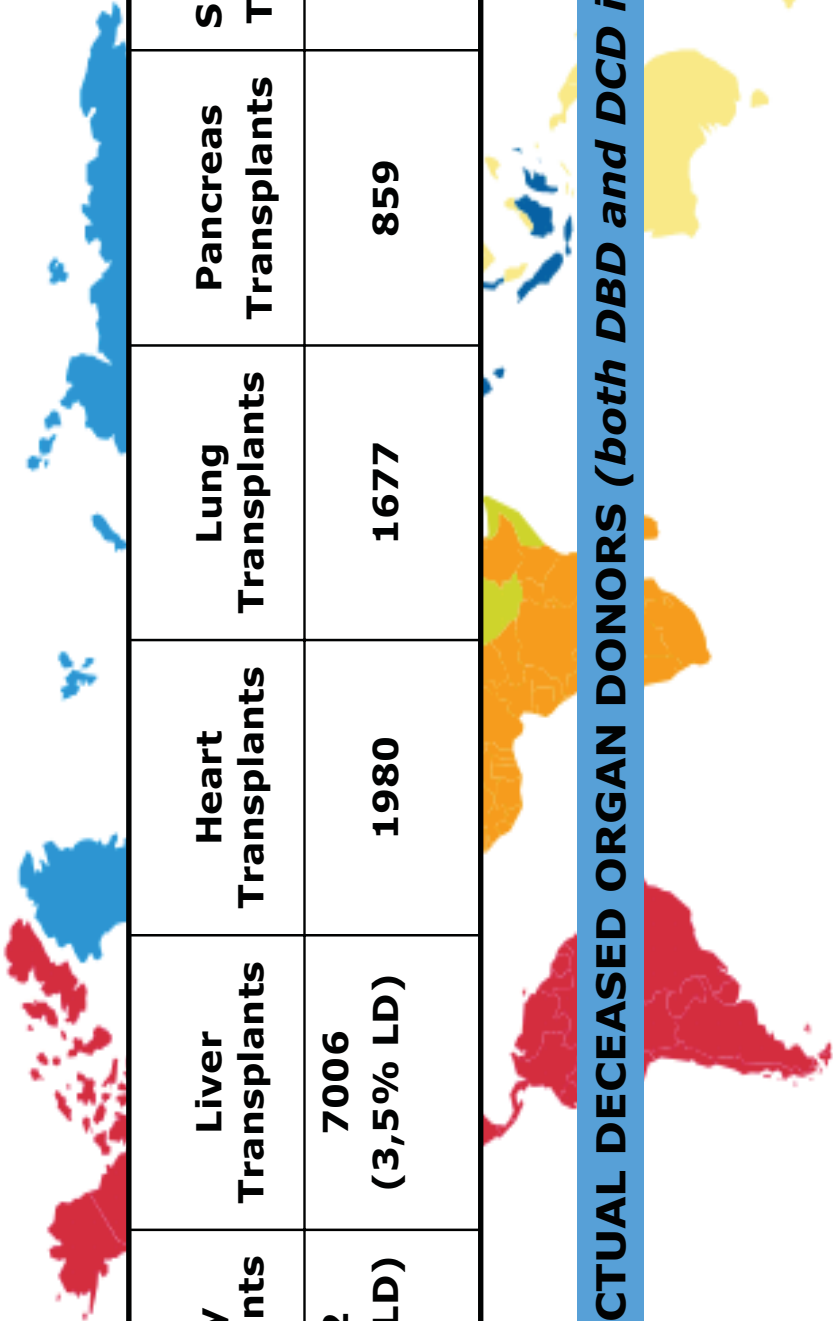 Liver
Transplants
7006
(3,5% LD)
Heart
Transplants
1980
Lung
Transplants
1677
Pancreas
Transplants
859
CTUAL DECEASED ORGAN DONORS (both DBD and DCD